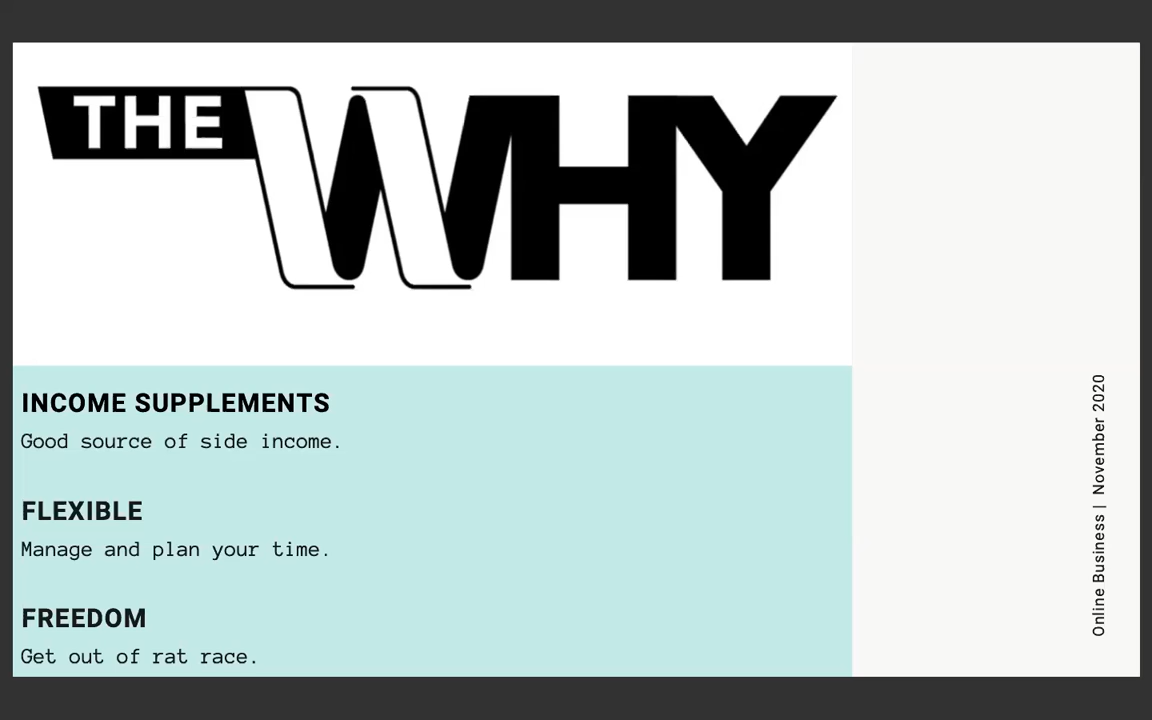 THE WHY
INCOME SUPPLEMENTS
Good source of side income.
FLEXIBLE
Manage and plan your time.
FREEDOM
Get out of rat race.
Online Business | November 2020